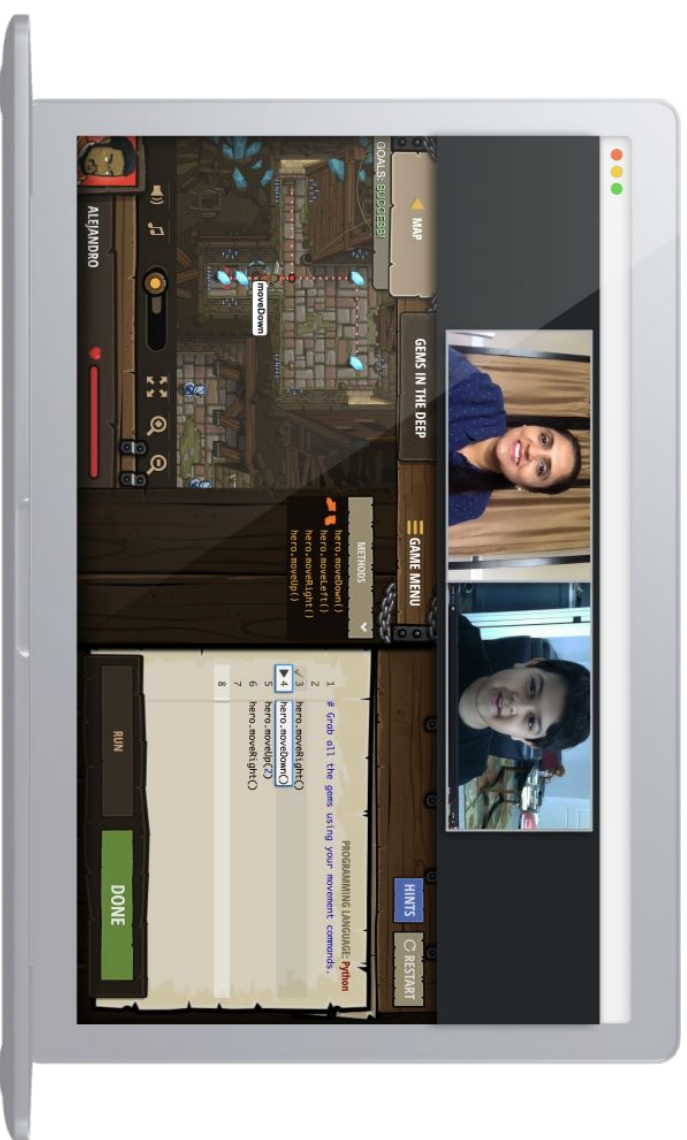 MAP
GEMS IN THE DEEP
GAME MENU
HINTS
RESTART
GOALS: SUCCESS!
moveDown
METHODS
hero.moveDown()
hero.moveLeft()
hero.moveRight()
hero.moveUp()
PROGRAMMING LANGUAGE: Python
1 # Grab all the gems using your movement commands.
2
3 hero.moveRight()
4 hero.moveDown()
5 hero.moveUp(2)
6 hero.moveRight()
7
8
ALEJANDRO
RUN
DONE